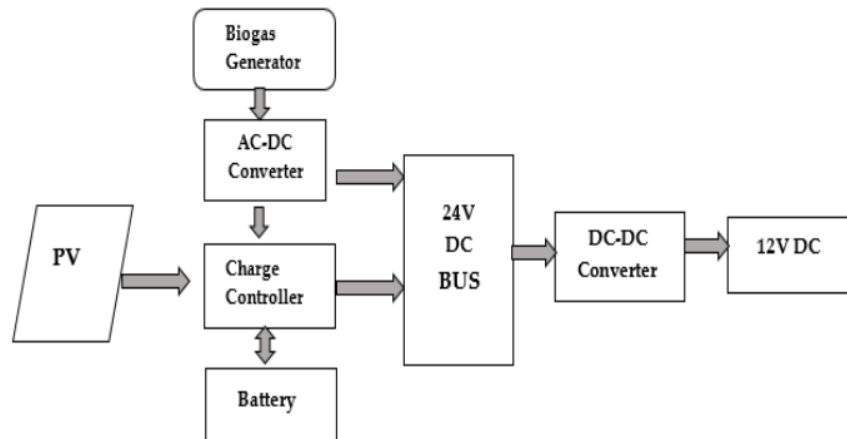 Biogas
Generator
AC-DC
Converter
PV
Charge
Controller
Battery
24V
DC
BUS
DC-DC
Converter
12V DC